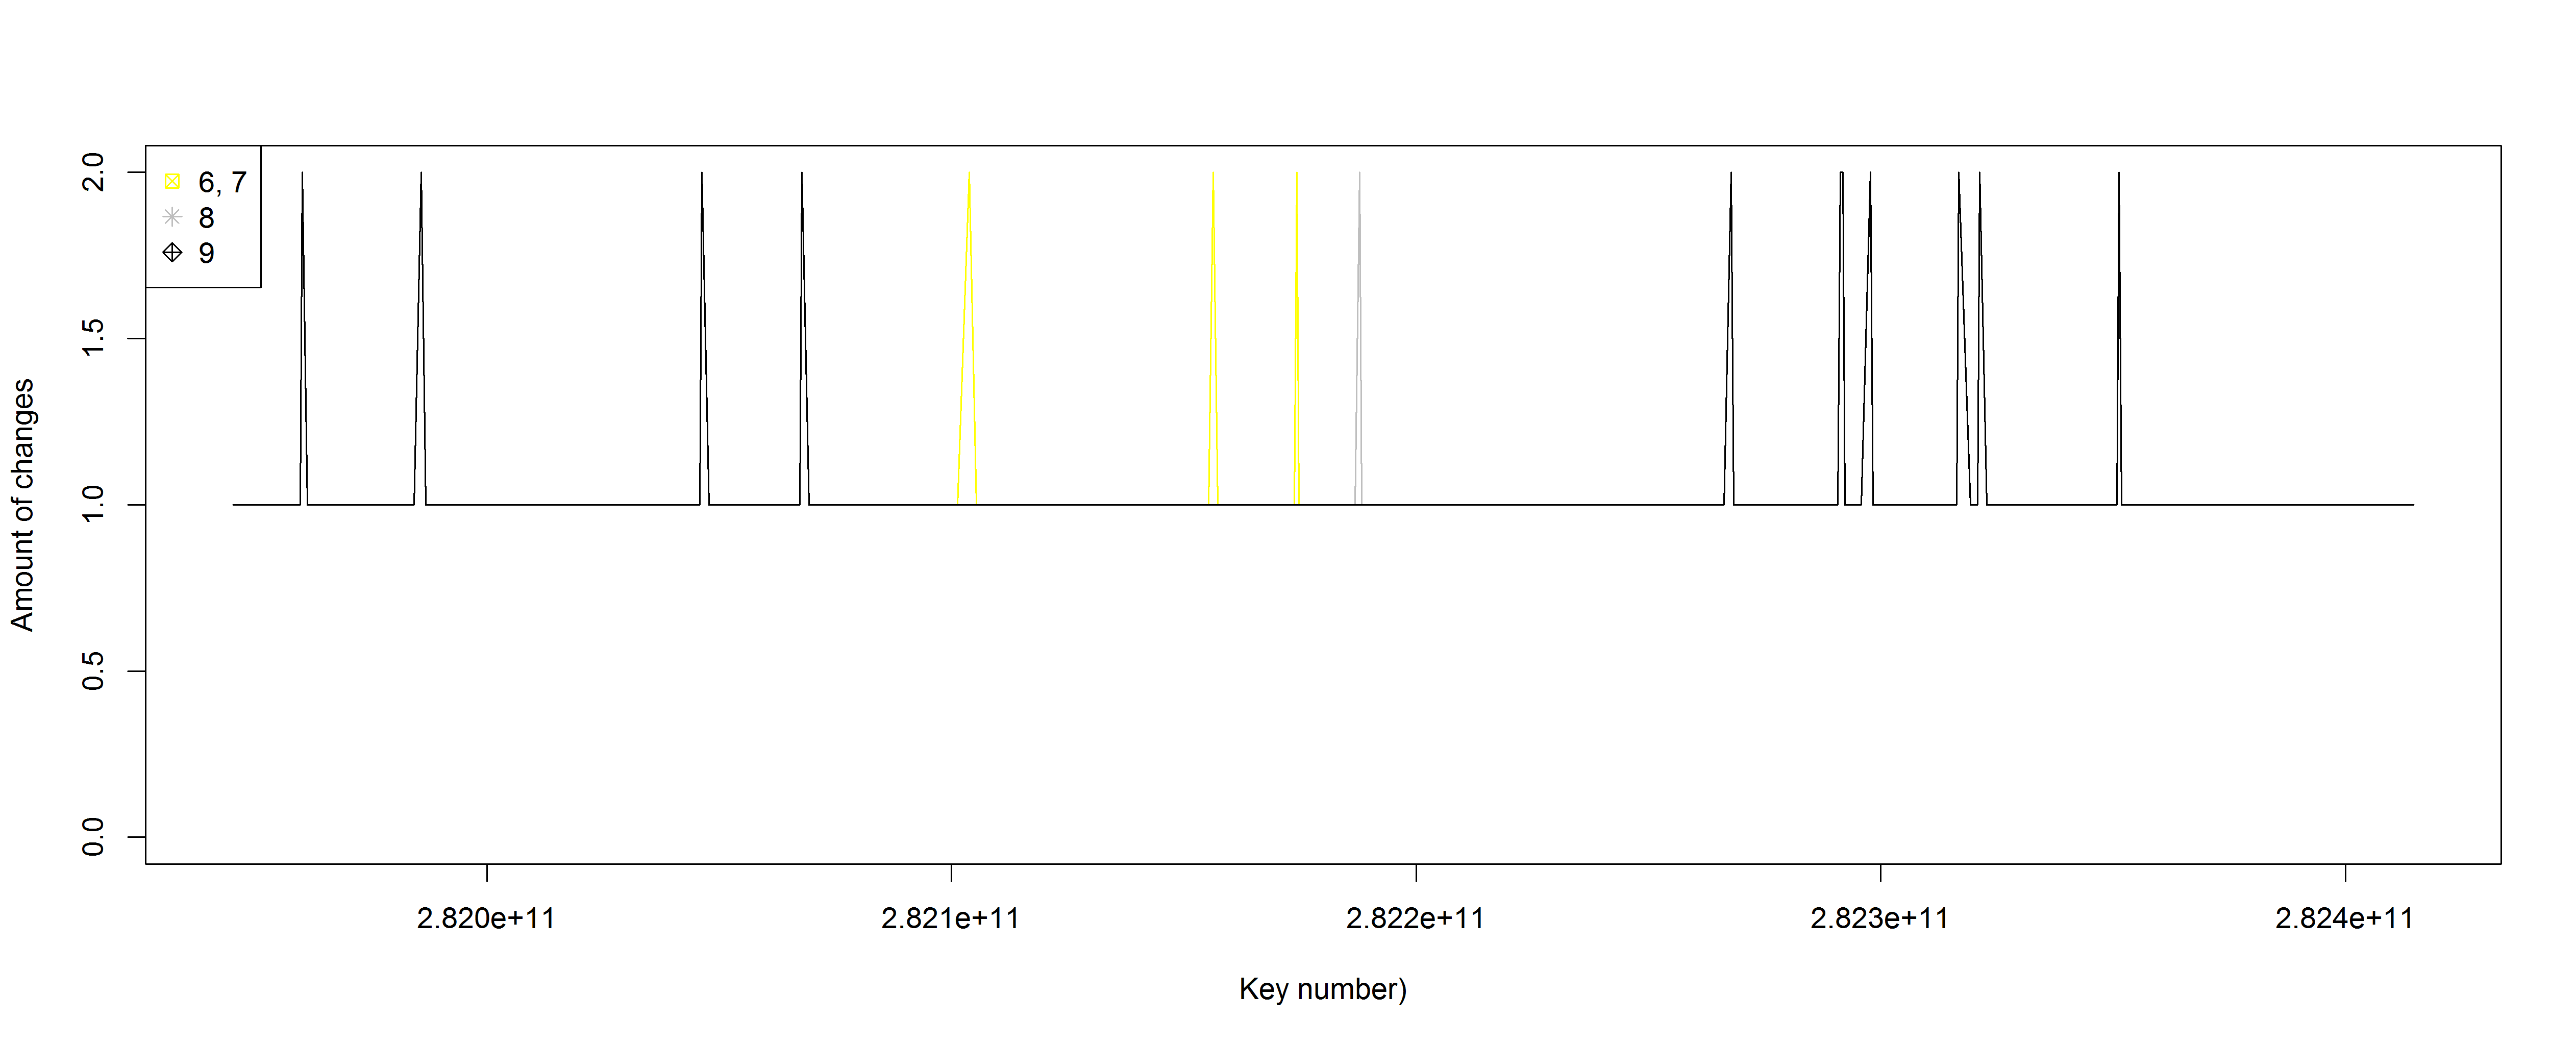 2.0
1.5
1.0
0.5
0.0
Amount of changes
6, 7
8
9
2.820e+11
2.821e+11
2.822e+11
2.823e+11
2.824e+11
Key number)